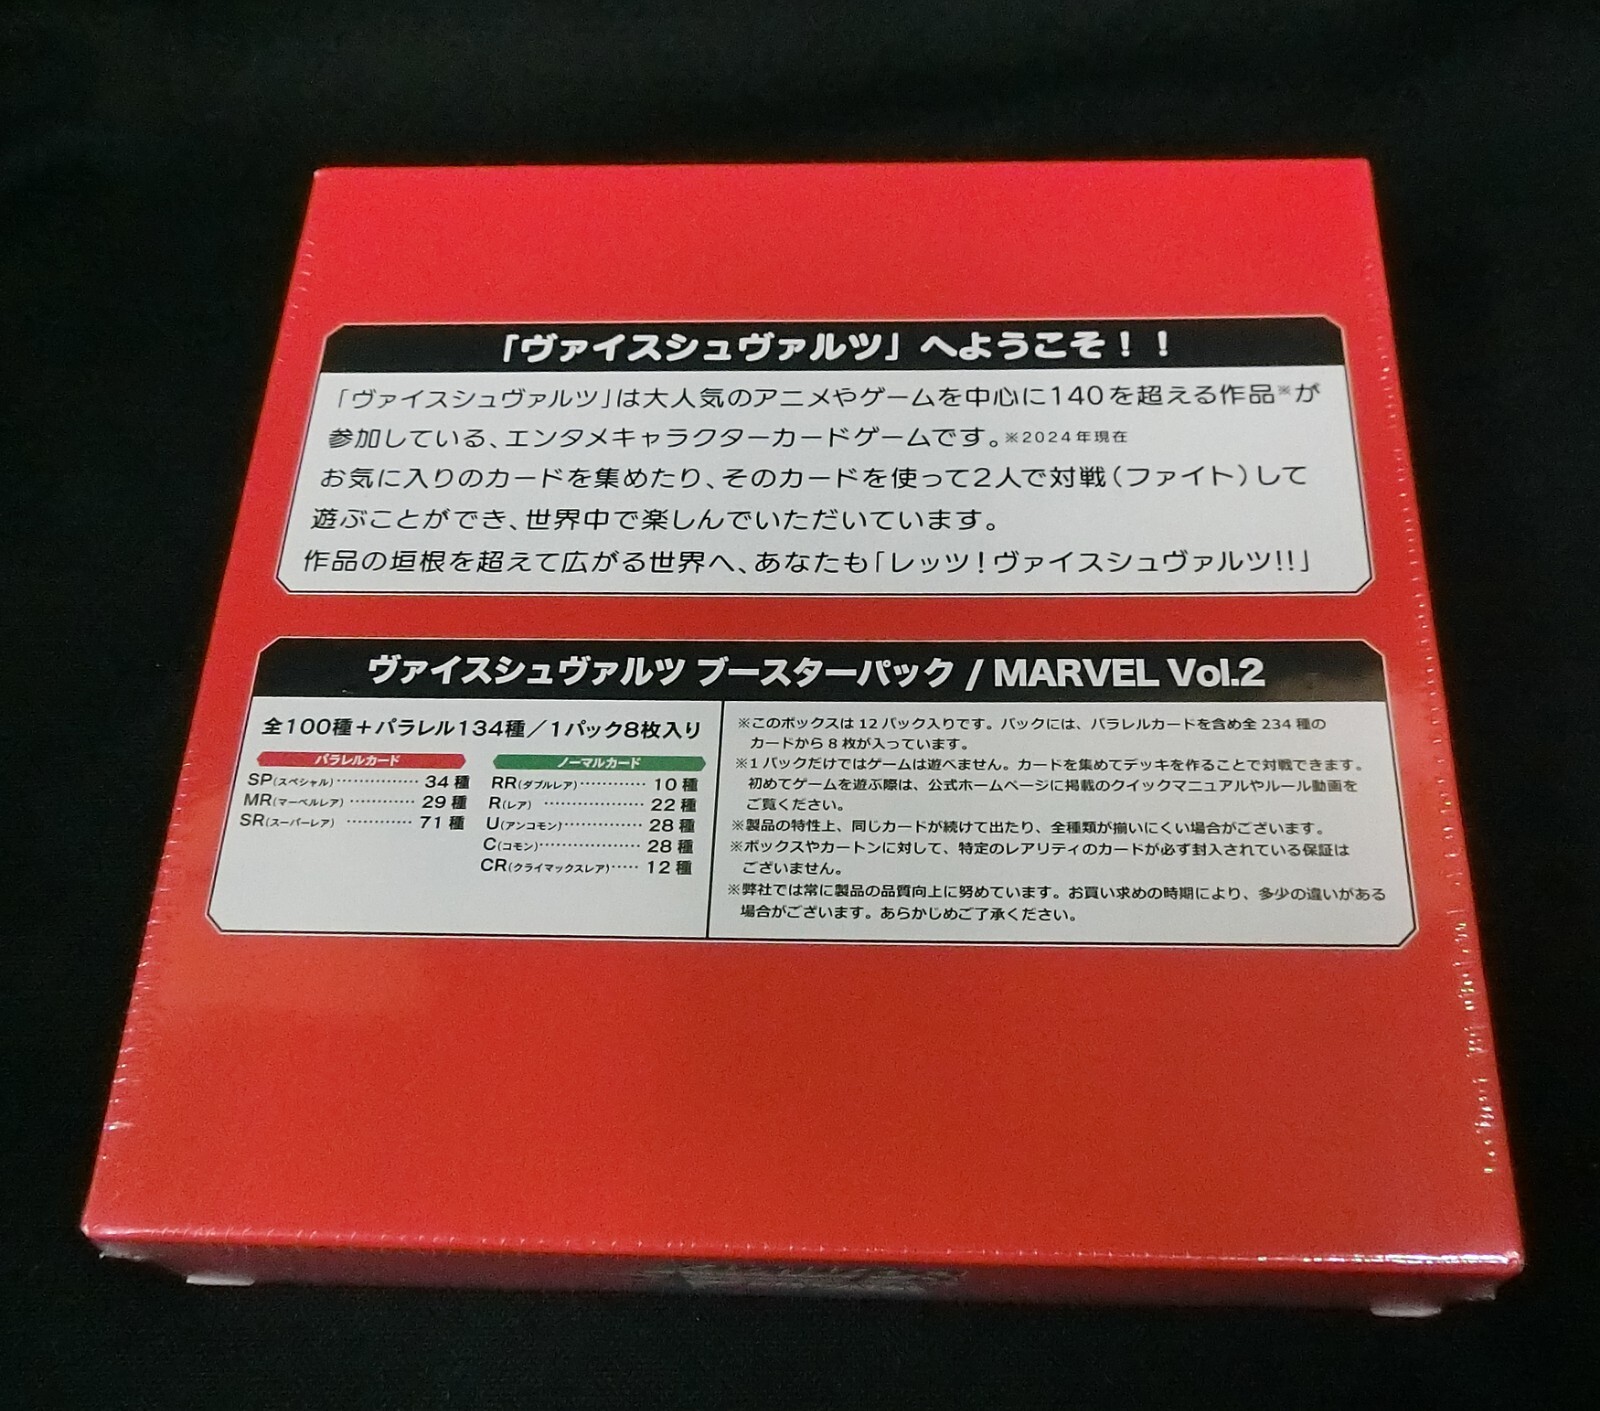 「ヴァイスシュヴァルツ」へようこそ！！
「ヴァイスシュヴァルツ」は大人気のアニメやゲームを中心に140を超える作品※が
参加している、エンタメキャラクターカードゲームです。※2024年現在
お気に入りのカードを集めたり、そのカードを使って2人で対戦（ファイト）して
遊ぶことができ、世界中で楽しんでいただいています。
作品の垣根を超えて広がる世界へ、あなたも「レッツ！ヴァイスシュヴァルツ!!」
ヴァイスシュヴァルツ ブースターパック / MARVEL Vol.2
全100種＋パラレル134種／1パック8枚入り
パラレルカード
SP(スペシャル)･･････････････ 34 種
MR(マーベルレア)･･･････････ 29 種
SR(スーパーレア) ･･･････････ 71 種
ノーマルカード
RR(ダブルレア)･･･････････ 10 種
R(レア) ･････････････････ 22 種
U(アンコモン)･････････････ 28 種
C(コモン)･････････････････ 28 種
CR(クライマックスレア)･････ 12 種
※このボックスは 12 パック入りです。パックには、パラレルカードを含め全 234 種の
カードから 8 枚が入っています。
※1 パックだけではゲームは遊べません。カードを集めてデッキを作ることで対戦できます。
初めてゲームを遊ぶ際は、公式ホームページに掲載のクイックマニュアルやルール動画を
ご覧ください。
※製品の特性上、同じカードが続けて出たり、全種類が揃いにくい場合がございます。
※ボックスやカートンに対して、特定のレアリティのカードが必ず封入されている保証は
ございません。
※弊社では常に製品の品質向上に努めています。お買い求めの時期により、多少の違いがある
場合がございます。あらかじめご了承ください。